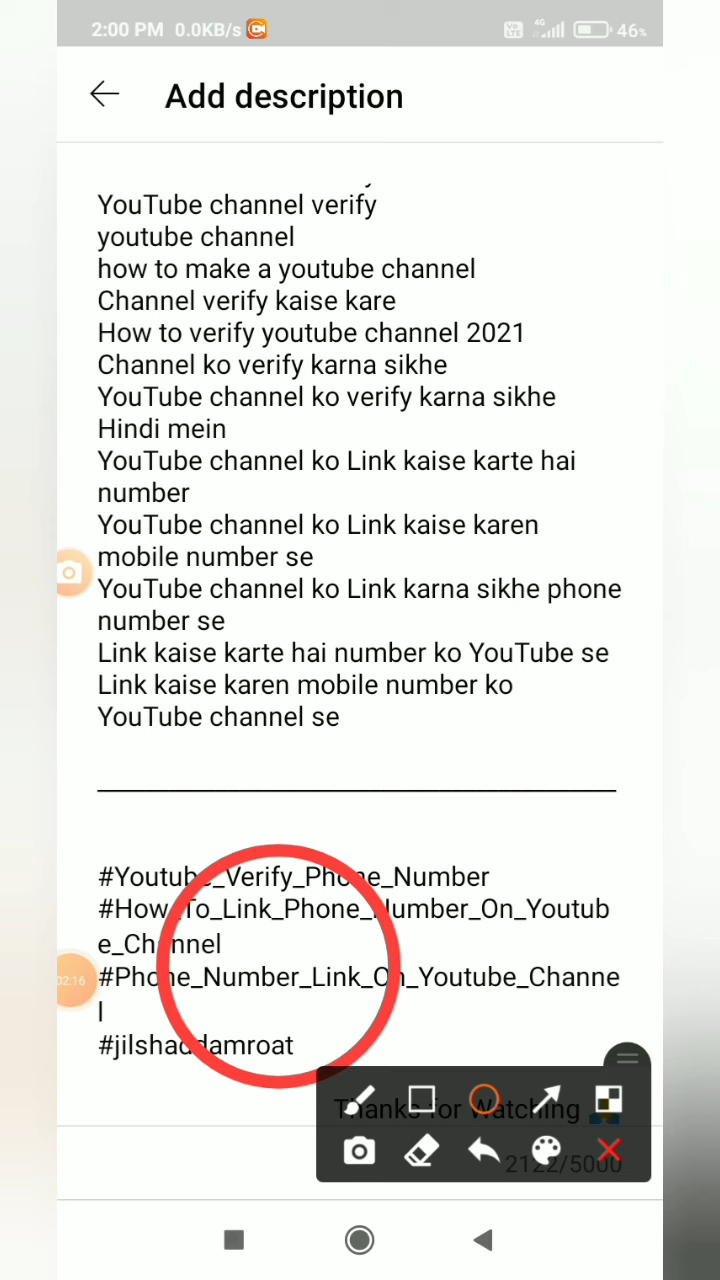 2:00 PM 0.0KB/s 4G 46%
Add description
YouTube channel verify
youtube channel
how to make a youtube channel
Channel verify kaise kare
How to verify youtube channel 2021
Channel ko verify karna sikhe
YouTube channel ko verify karna sikhe
Hindi mein
YouTube channel ko Link kaise karte hai
number
YouTube channel ko Link kaise karen
mobile number se
YouTube channel ko Link karna sikhe phone
number se
Link kaise karte hai number ko YouTube se
Link kaise karen mobile number ko
YouTube channel se
#Youtube_Verify_Phone_Number
#How_To_Link_Phone_Number_On_Youtub
e_Channel
02:16
#Phone_Number_Link_On_Youtube_Channe
l
#jilshaddamroat
Thanks for Watching
2122/5000